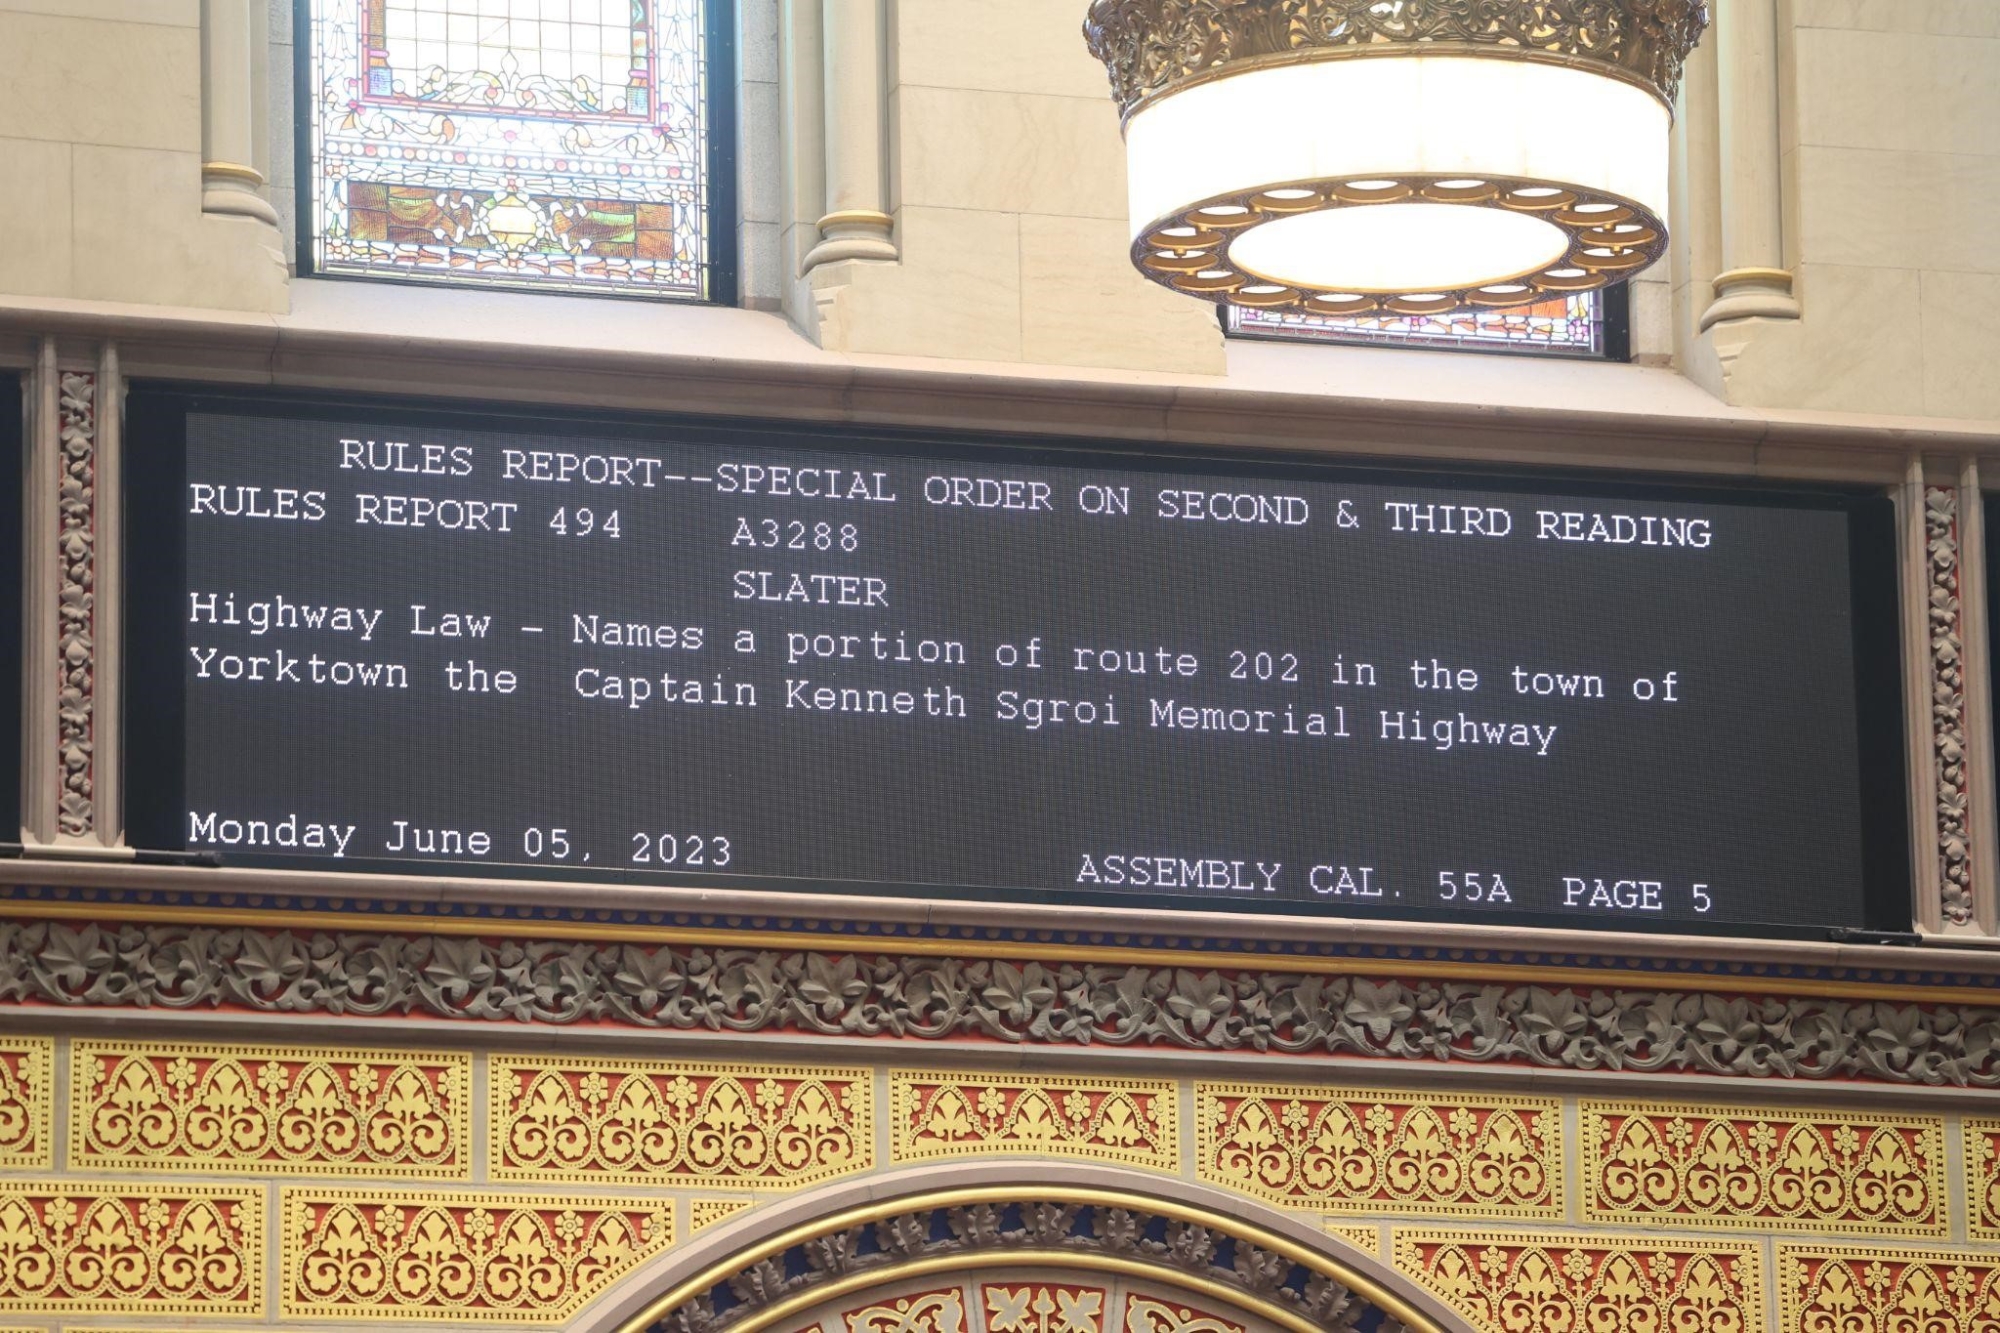 RULES REPORT--SPECIAL ORDER ON SECOND & THIRD READING
RULES REPORT 494 A3288
SLATER
Highway Law - Names a portion of route 202 in the town of
Yorktown the Captain Kenneth Sgroi Memorial Highway
Monday June 05, 2023 ASSEMBLY CAL. 55A PAGE 5